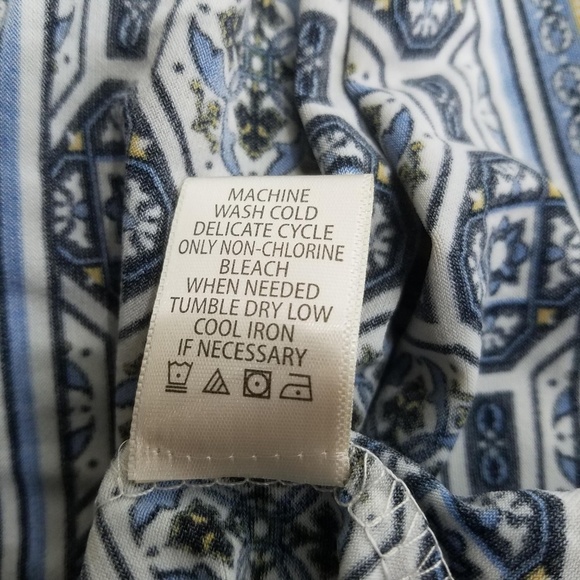 MACHINE
WASH COLD
DELICATE CYCLE
ONLY NON-CHLORINE
BLEACH
WHEN NEEDED
TUMBLE DRY LOW
COOL IRON
IF NECESSARY